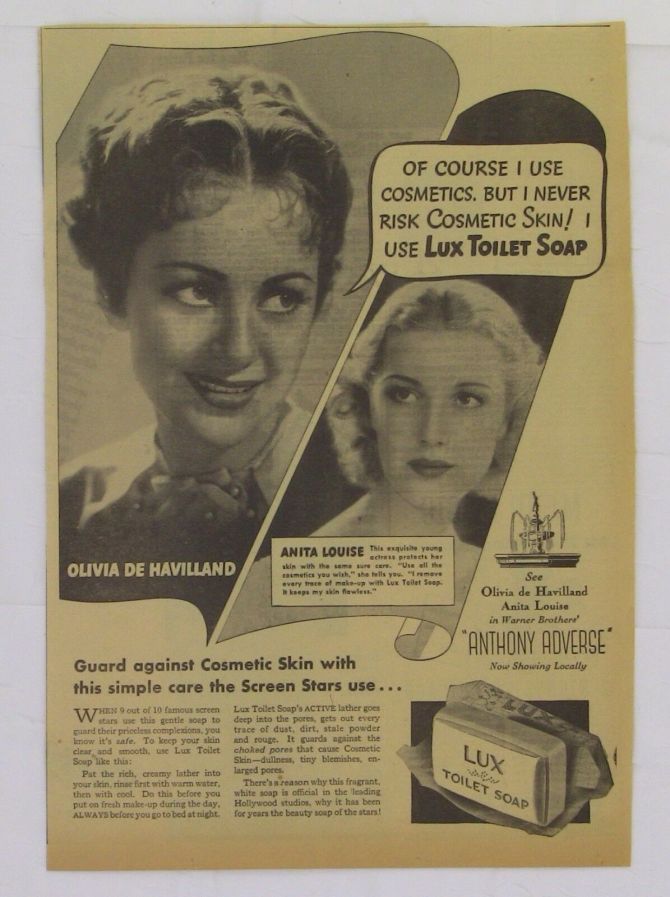 OF COURSE I USE
COSMETICS. BUT I NEVER
RISK COSMETIC SKIN! I
USE LUX TOILET SOAP
OLIVIA DE HAVILLAND
ANITA LOUISE This exquisite young
actress protects her
skin with the same sure care. "Use all the
cosmetics you wish," she tells you. "I remove
every trace of make-up with Lux Toilet Soap.
It keeps my skin flawless."
See
Olivia de Havilland
Anita Louise
in Warner Brothers'
"ANTHONY ADVERSE"
Now Showing Locally
Guard against Cosmetic Skin with
this simple care the Screen Stars use...
WHEN 9 out of 10 famous screen
stars use this gentle soap to
guard their priceless complexions, you
know it's safe. To keep your skin
clear and smooth, use Lux Toilet
Soap like this:
Pat the rich, creamy lather into
your skin, rinse first with warm water,
then with cool. Do this before you
put on fresh make-up during the day,
ALWAYS before you go to bed at night.
Lux Toilet Soap's ACTIVE lather goes
deep into the pores, gets out every
trace of dust, dirt, stale powder
and rouge. It guards against the
choked pores that cause Cosmetic
Skin—dullness, tiny blemishes, en-
larged pores.
There's a reason why this fragrant,
white soap is official in the leading
Hollywood studios, why it has been
for years the beauty soap of the stars!
LUX
LUX
TOILET SOAP